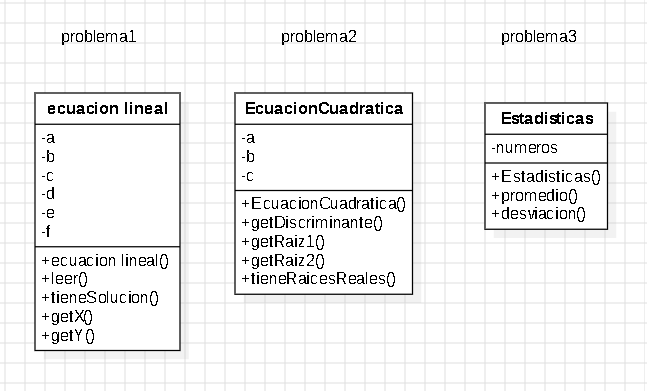 problema1
problema2
problema3
ecuacion lineal
-a
-b
-c
-d
-e
-f
+ecuacion lineal()
+leer()
+tieneSolucion()
+getX()
+getY()
EcuacionCuadratica
-a
-b
-c
+EcuacionCuadratica()
+getDiscriminante()
+getRaiz1()
+getRaiz2()
+tieneRaicesReales()
Estadisticas
-numeros
+Estadisticas()
+promedio()
+desviacion()